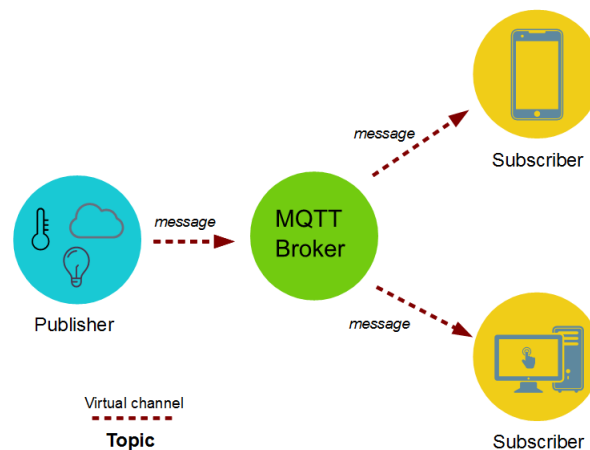 message
Subscriber
message
MQTT
Broker
Publisher
message
Virtual channel
Topic
Subscriber